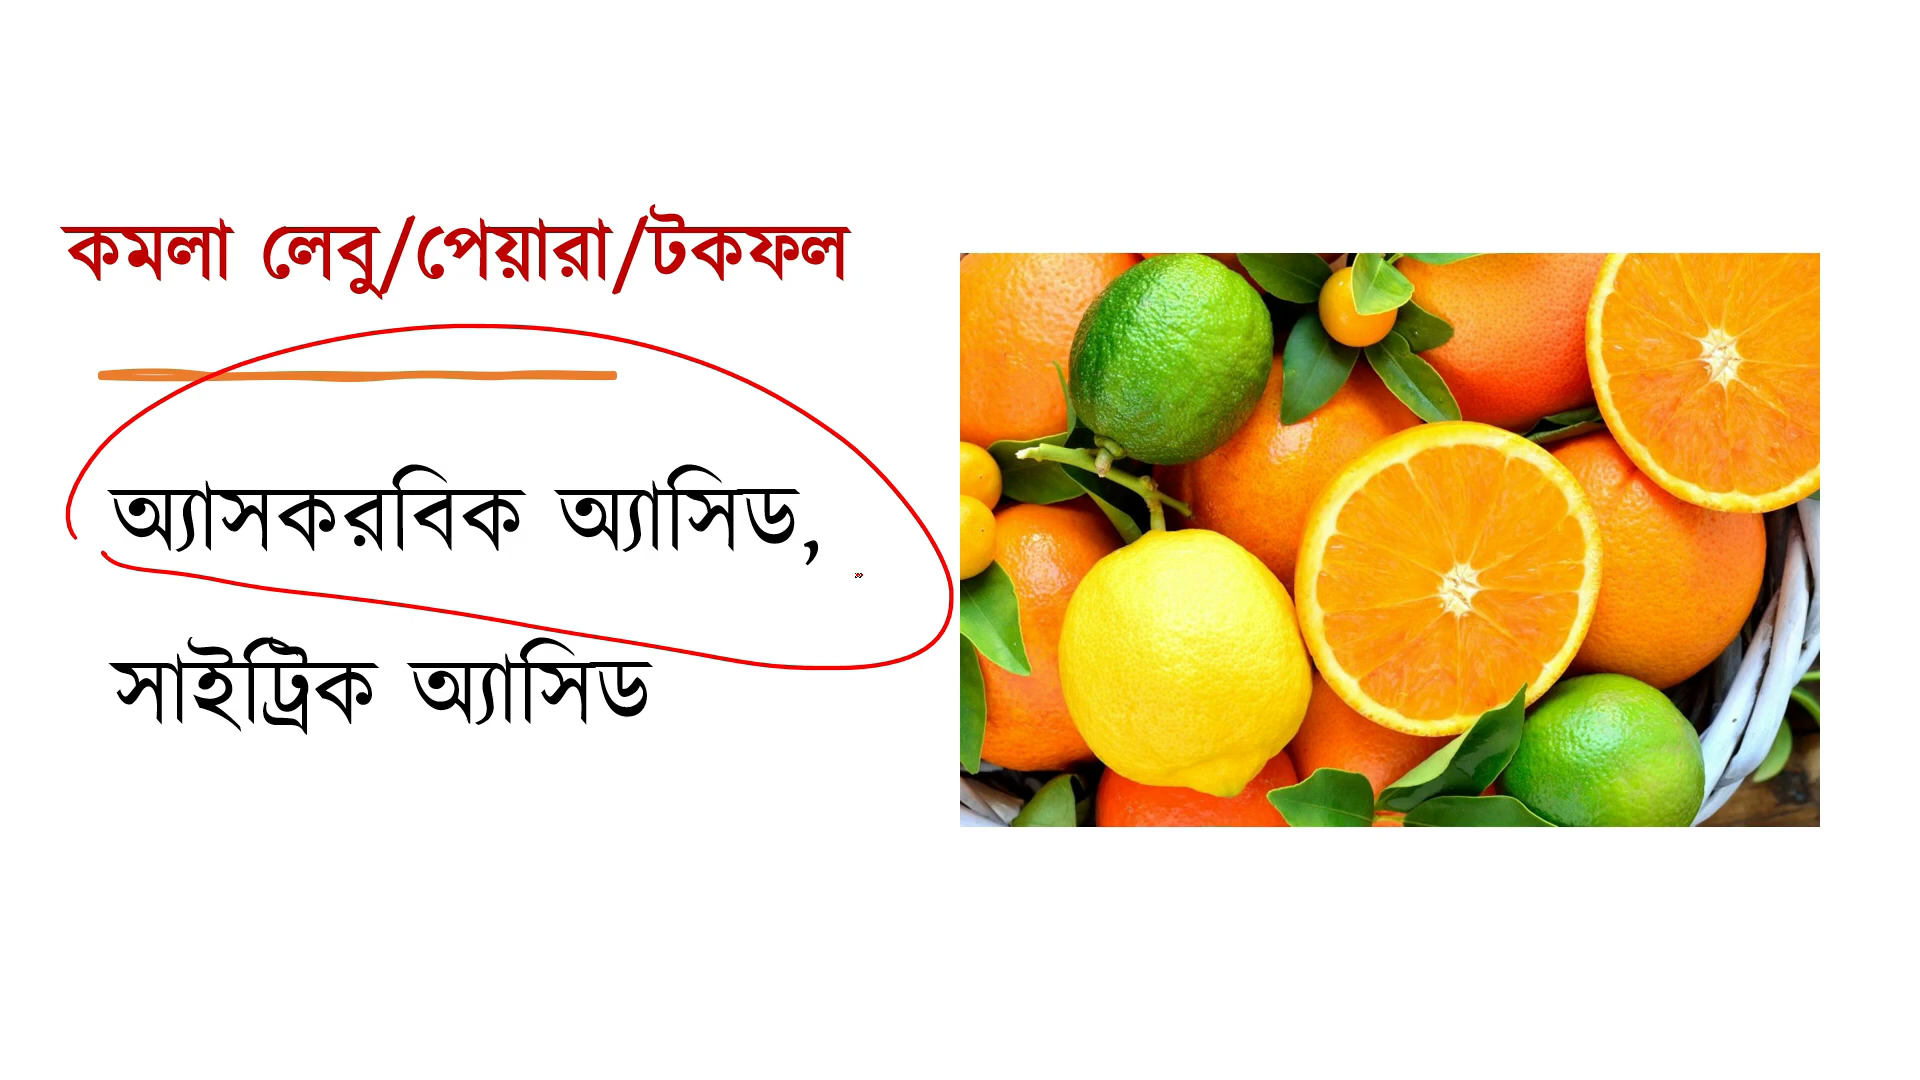 কমলা লেবু/পেয়ারা/টকফল
অ্যাসকরবিক অ্যাসিড,
সাইট্রিক অ্যাসিড